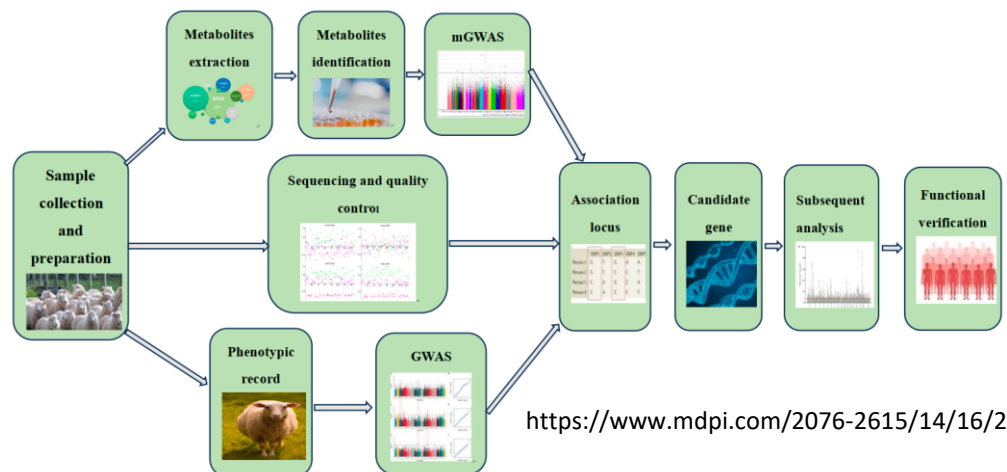 Metabolites
extraction
Metabolites
identification
mGWAS
Sample
collection
and
preparation
Sequencing and quality
control
Association
locus
Candidate
gene
Subsequent
analysis
Functional
verification
Phenotypic
record
GWAS
https://www.mdpi.com/2076-2615/14/16/2